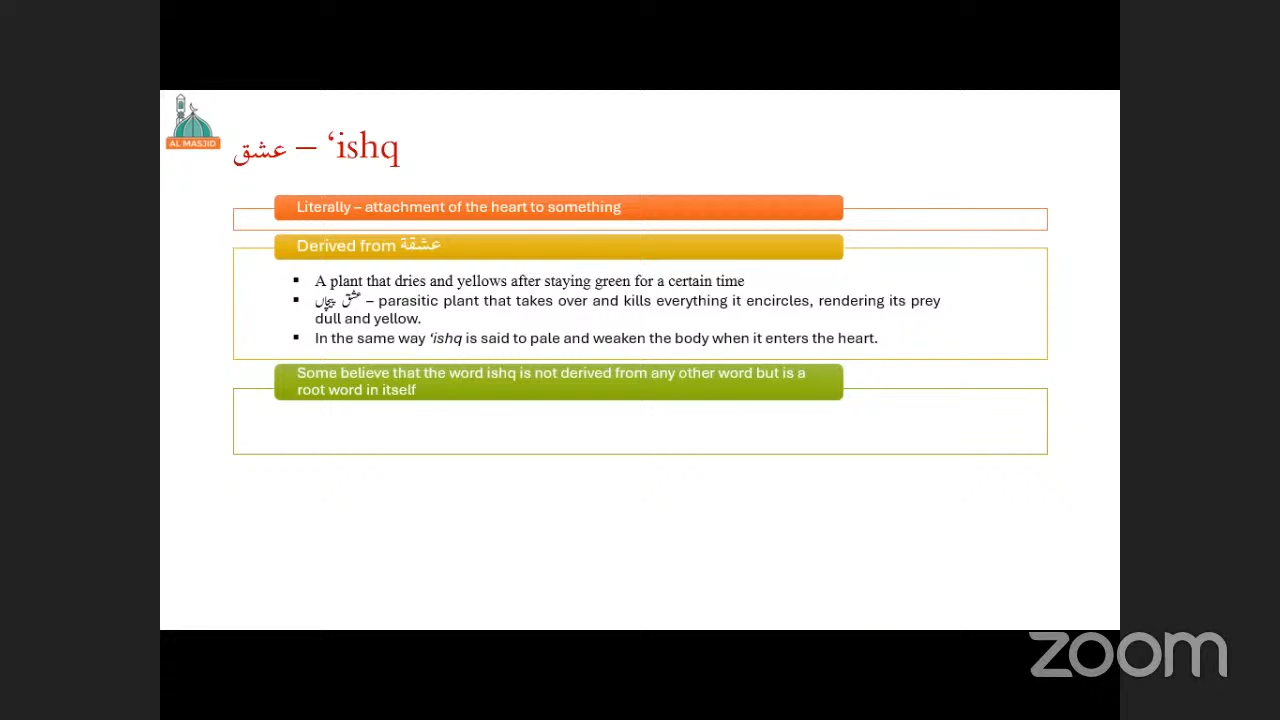 AL MASJID
عشق – ‘ishq
Literally – attachment of the heart to something
Derived from عشقة
▪ A plant that dries and yellows after staying green for a certain time
▪ عشق پیچاں – parasitic plant that takes over and kills everything it encircles, rendering its prey
dull and yellow.
▪ In the same way ‘ishq is said to pale and weaken the body when it enters the heart.
Some believe that the word ishq is not derived from any other word but is a
root word in itself
zoom